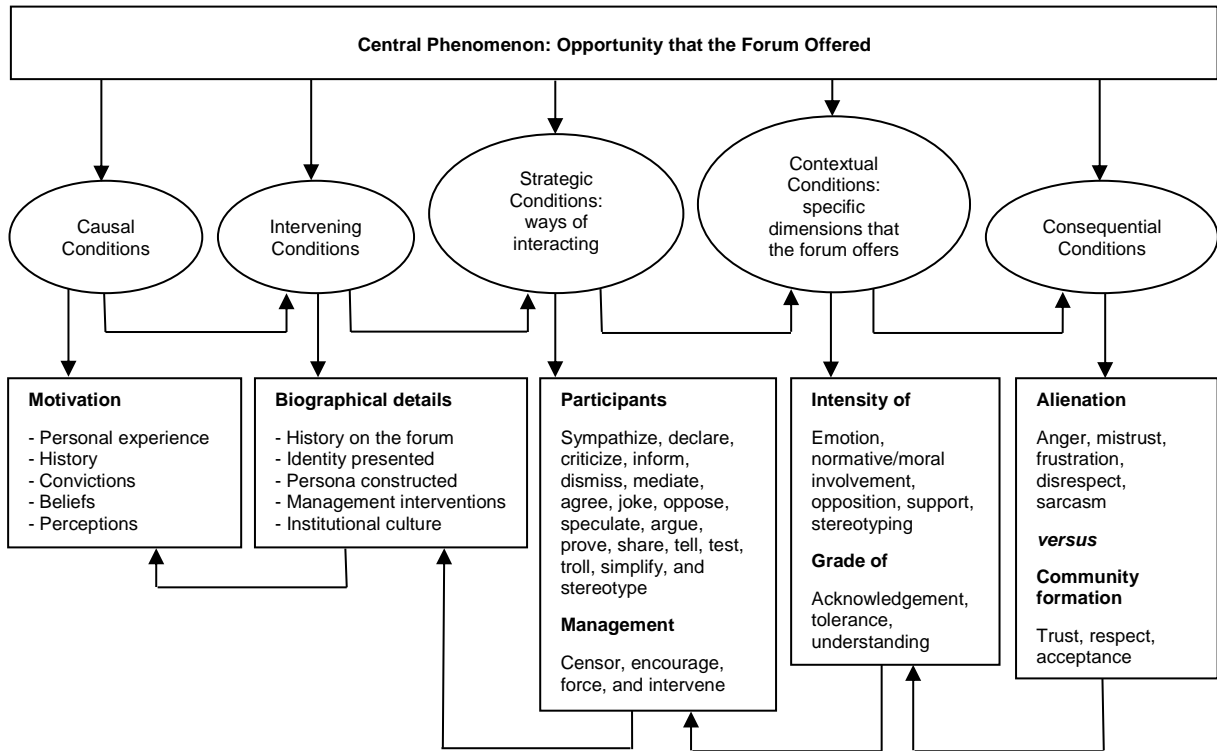 Central Phenomenon: Opportunity that the Forum Offered
Causal
Conditions
Intervening
Conditions
Strategic
Conditions:
ways of
interacting
Contextual
Conditions:
specific
dimensions that
the forum offers
Consequential
Conditions
Motivation
- Personal experience
- History
- Convictions
- Beliefs
- Perceptions
Biographical details
- History on the forum
- Identity presented
- Persona constructed
- Management interventions
- Institutional culture
Participants
Sympathize, declare,
criticize, inform,
dismiss, mediate,
agree, joke, oppose,
speculate, argue,
prove, share, tell, test,
troll, simplify, and
stereotype
Management
Censor, encourage,
force, and intervene
Intensity of
Emotion,
normative/moral
involvement,
opposition, support,
stereotyping
Grade of
Acknowledgement,
tolerance,
understanding
Alienation
Anger, mistrust,
frustration,
disrespect,
sarcasm
versus
Community
formation
Trust, respect,
acceptance